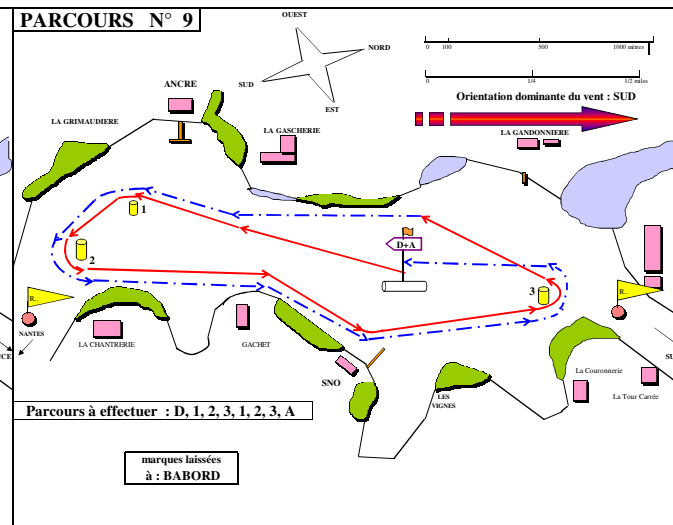 PARCOURS N° 9
OUEST
NORD
SUD
EST
0 100 500 1000 mètres
0 1/4 1/2 miles
Orientation dominante du vent : SUD
ANCRE
LA GRIMAUDIERE
LA GASCHERIE
LA GANDONNIERE
1
D+A
2
3
R..
R..
NANTES
LA CHANTRERIE
GACHET
SNO
LES
VIGNES
La Couronnerie
La Tour Carrée
UCE
SU
Parcours à effectuer : D, 1, 2, 3, 1, 2, 3, A
marques laissées
à : BABORD